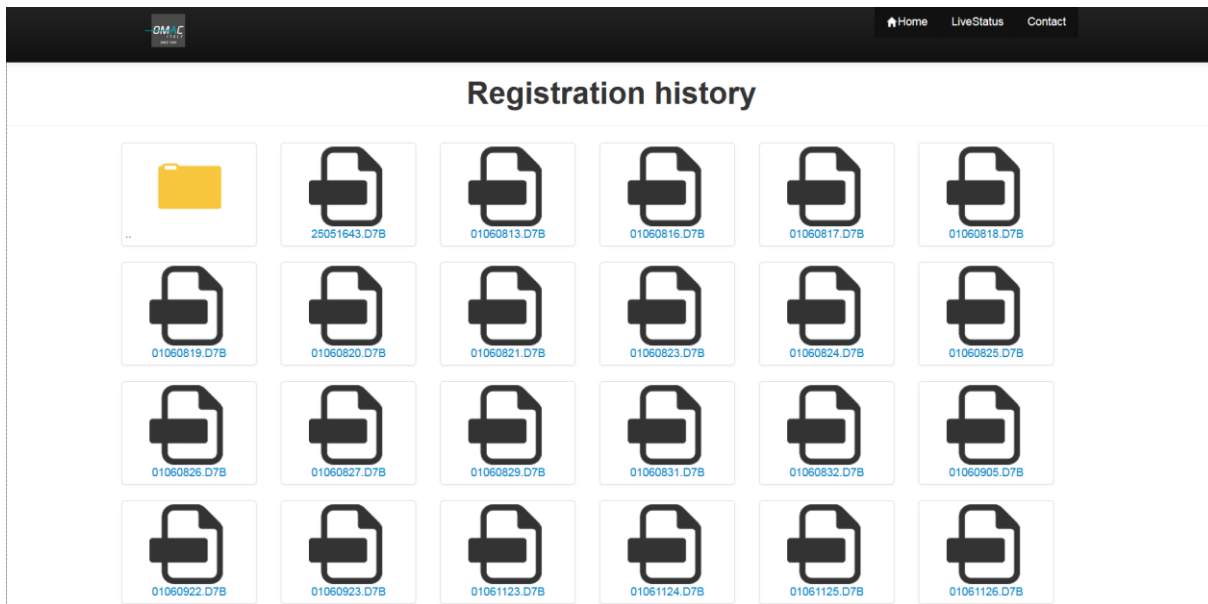 OMAC
ITALY
Home LiveStatus Contact
Registration history
.. 25051643.D7B 01060813.D7B 01060816.D7B 01060817.D7B 01060818.D7B
01060819.D7B 01060820.D7B 01060821.D7B 01060823.D7B 01060824.D7B 01060825.D7B
01060826.D7B 01060827.D7B 01060829.D7B 01060831.D7B 01060832.D7B 01060905.D7B
01060922.D7B 01060923.D7B 01061123.D7B 01061124.D7B 01061125.D7B 01061126.D7B